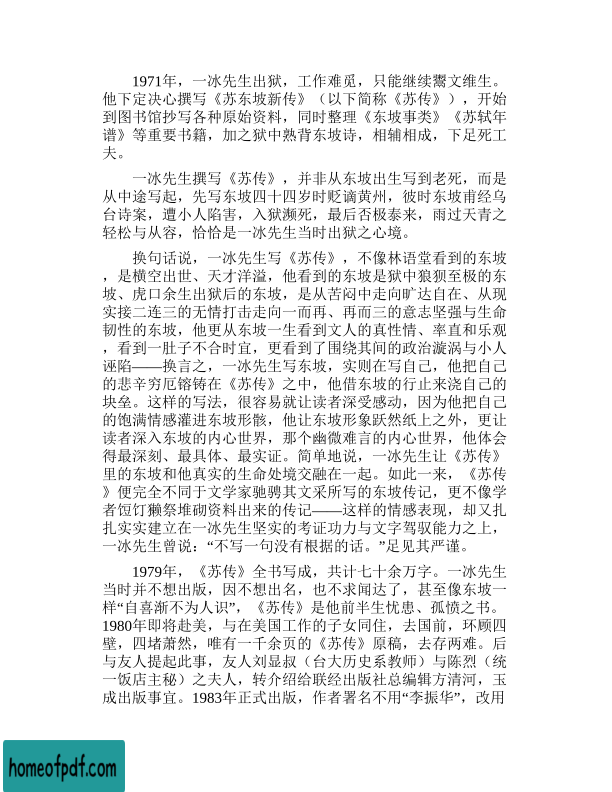 1971年，一冰先生出狱，工作难觅，只能继续鬻文维生。
他下定决心撰写《苏东坡新传》（以下简称《苏传》），开始
到图书馆抄写各种原始资料，同时整理《东坡事类》《苏轼年
谱》等重要书籍，加之狱中熟背东坡诗，相辅相成，下足死工
夫。
一冰先生撰写《苏传》，并非从东坡出生写到老死，而是
从中途写起，先写东坡四十四岁时贬谪黄州，彼时东坡甫经乌
台诗案，遭小人陷害，入狱濒死，最后否极泰来，雨过天青之
轻松与从容，恰恰是一冰先生当时出狱之心境。
换句话说，一冰先生写《苏传》，不像林语堂看到的东坡
，是横空出世、天才洋溢，他看到的东坡是狱中狼狈至极的东
坡、虎口余生出狱后的东坡，是从苦闷中走向旷达自在、从现
实接二连三的无情打击走向一而再、再而三的意志坚强与生命
韧性的东坡，他更从东坡一生看到文人的真性情、率直和乐观
，看到一肚子不合时宜，更看到了围绕其间的政治漩涡与小人
诬陷——换言之，一冰先生写东坡，实则在写自己，他把自己
的悲辛穷厄镕铸在《苏传》之中，他借东坡的行止来浇自己的
块垒。这样的写法，很容易就让读者深受感动，因为他把自己
的饱满情感灌进东坡形骸，他让东坡形象跃然纸上之外，更让
读者深入东坡的内心世界，那个幽微难言的内心世界，他体会
得最深刻、最具体、最实证。简单地说，一冰先生让《苏传》
里的东坡和他真实的生命处境交融在一起。如此一来，《苏传
》便完全不同于文学家驰骋其文采所写的东坡传记，更不像学
者饾饤獭祭堆砌资料出来的传记——这样的情感表现，却又扎
扎实实建立在一冰先生坚实的考证功力与文字驾驭能力之上，
一冰先生曾说：“不写一句没有根据的话。”足见其严谨。
1979年，《苏传》全书写成，共计七十余万字。一冰先生
当时并不想出版，因不想出名，也不求闻达了，甚至像东坡一
样“自喜渐不为人识”，《苏传》是他前半生忧患、孤愤之书。
1980年即将赴美，与在美国工作的子女同住，去国前，环顾四
壁，四堵萧然，唯有一千余页的《苏传》原稿，去存两难。后
与友人提起此事，友人刘显叔（台大历史系教师）与陈烈（统
一饭店主秘）之夫人，转介绍给联经出版社总编辑方清河，玉
成出版事宜。1983年正式出版，作者署名不用“李振华”，改用
homeofpdf.com